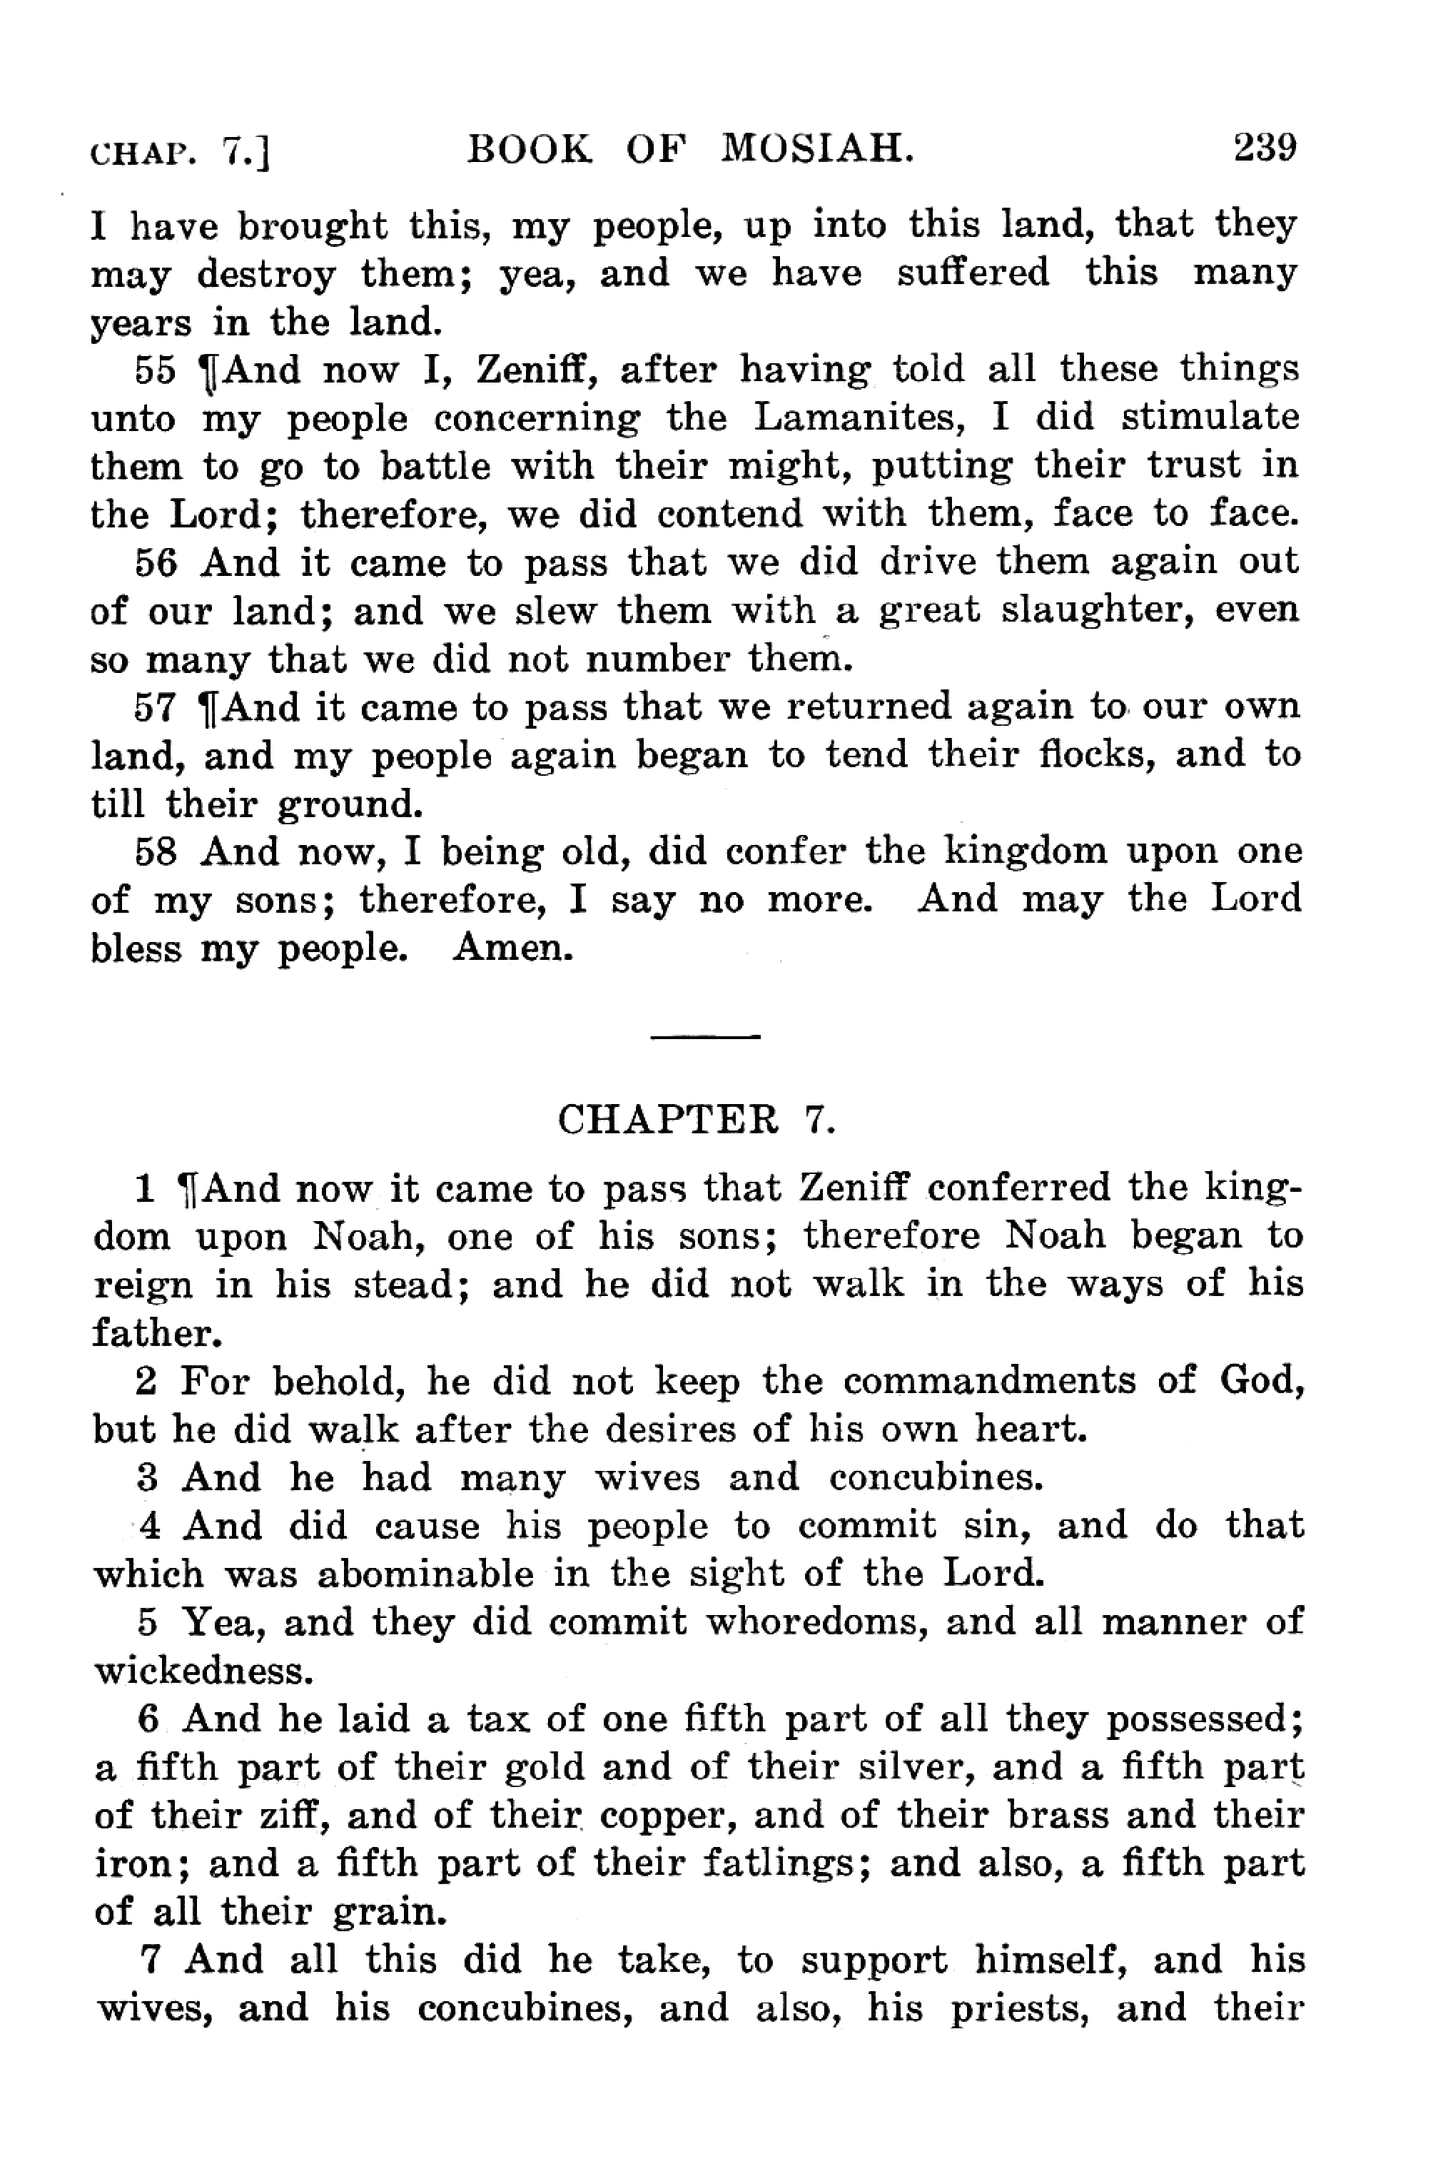 CHAP. 7.] BOOK OF MOSIAH. 239
I have brought this, my people, up into this land, that they
may destroy them; yea, and we have suffered this many
years in the land.
55 ¶And now I, Zeniff, after having told all these things
unto my people concerning the Lamanites, I did stimulate
them to go to battle with their might, putting their trust in
the Lord; therefore, we did contend with them, face to face.
56 And it came to pass that we did drive them again out
of our land; and we slew them with a great slaughter, even
so many that we did not number them.
57 ¶And it came to pass that we returned again to our own
land, and my people again began to tend their flocks, and to
till their ground.
58 And now, I being old, did confer the kingdom upon one
of my sons; therefore, I say no more. And may the Lord
bless my people. Amen.
CHAPTER 7.
1 ¶And now it came to pass that Zeniff conferred the king-
dom upon Noah, one of his sons; therefore Noah began to
reign in his stead; and he did not walk in the ways of his
father.
2 For behold, he did not keep the commandments of God,
but he did walk after the desires of his own heart.
3 And he had many wives and concubines.
4 And did cause his people to commit sin, and do that
which was abominable in the sight of the Lord.
5 Yea, and they did commit whoredoms, and all manner of
wickedness.
6 And he laid a tax of one fifth part of all they possessed;
a fifth part of their gold and of their silver, and a fifth part
of their ziff, and of their copper, and of their brass and their
iron; and a fifth part of their fatlings; and also, a fifth part
of all their grain.
7 And all this did he take, to support himself, and his
wives, and his concubines, and also, his priests, and their